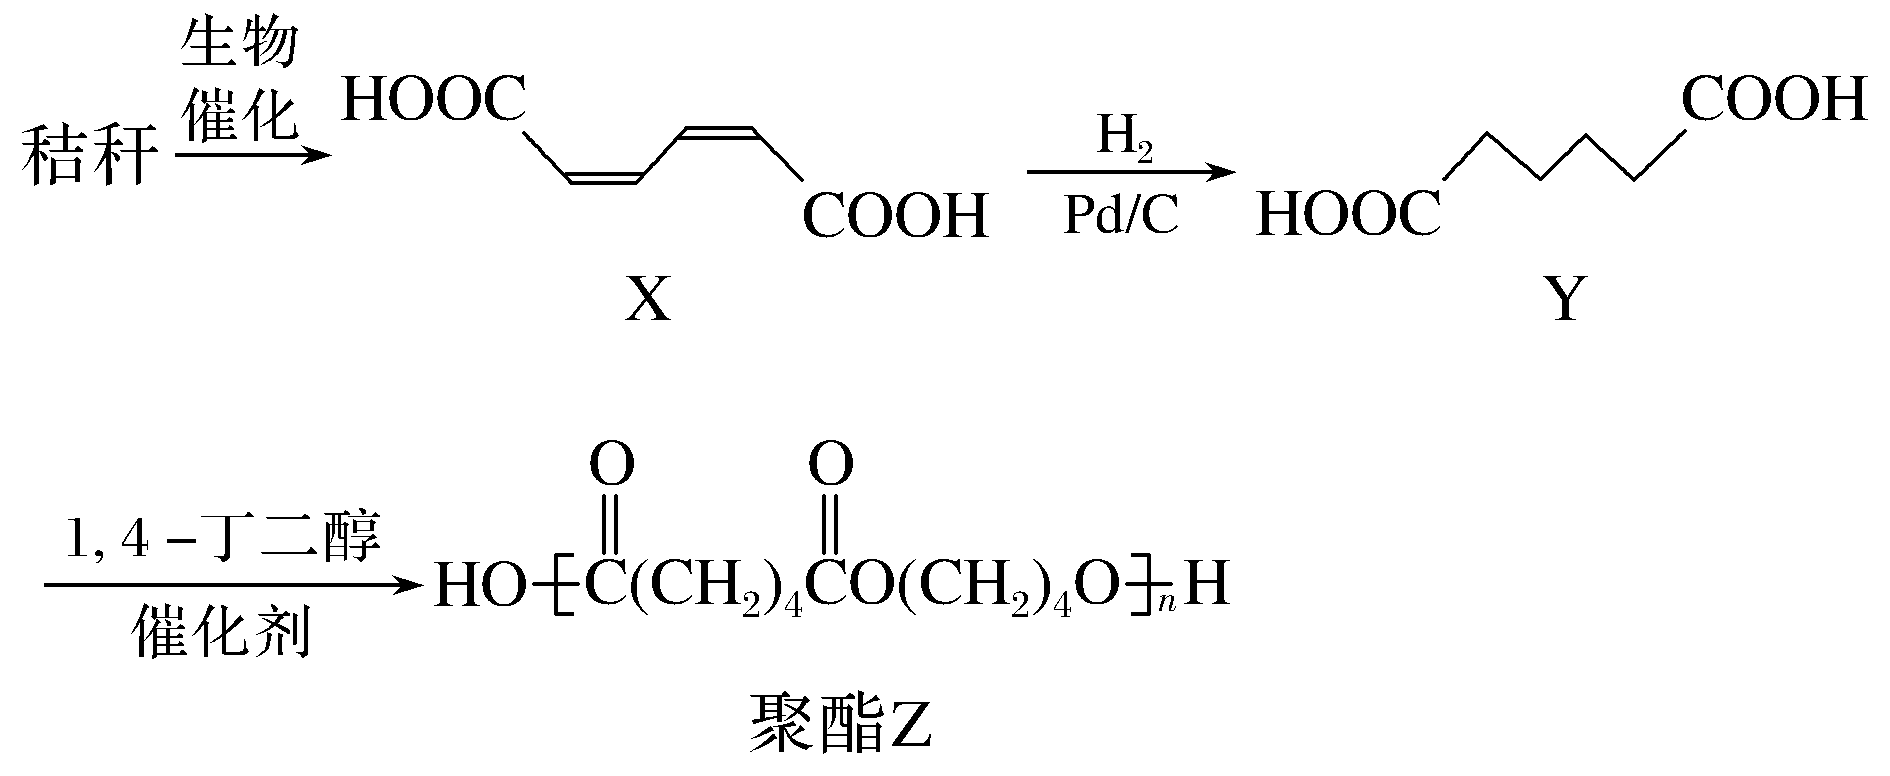 秸秆 生物催化 HOOC COOH H₂ Pd/C HOOC COOH
X Y
1,4-丁二醇 催化剂 HO[C(CH₂)₄CO(CH₂)₄O]ₙH O O
聚酯Z